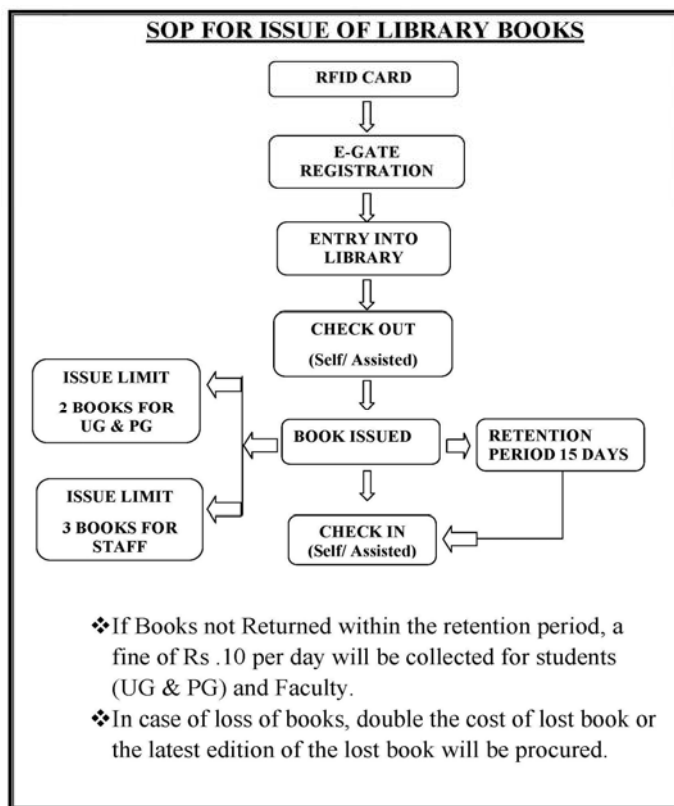 SOP FOR ISSUE OF LIBRARY BOOKS
RFID CARD
E-GATE
REGISTRATION
ENTRY INTO
LIBRARY
CHECK OUT
(Self/ Assisted)
ISSUE LIMIT
2 BOOKS FOR
UG & PG
BOOK ISSUED
RETENTION
PERIOD 15 DAYS
ISSUE LIMIT
3 BOOKS FOR
STAFF
CHECK IN
(Self/ Assisted)
❖If Books not Returned within the retention period, a
fine of Rs .10 per day will be collected for students
(UG & PG) and Faculty.
❖In case of loss of books, double the cost of lost book or
the latest edition of the lost book will be procured.